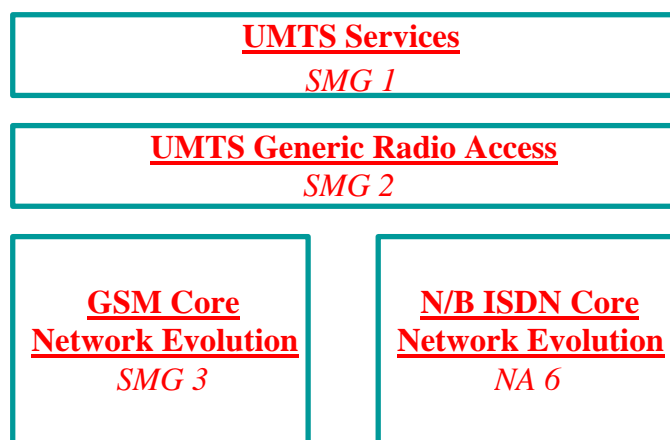 UMTS Services
SMG 1
UMTS Generic Radio Access
SMG 2
GSM Core
Network Evolution
SMG 3
N/B ISDN Core
Network Evolution
NA 6